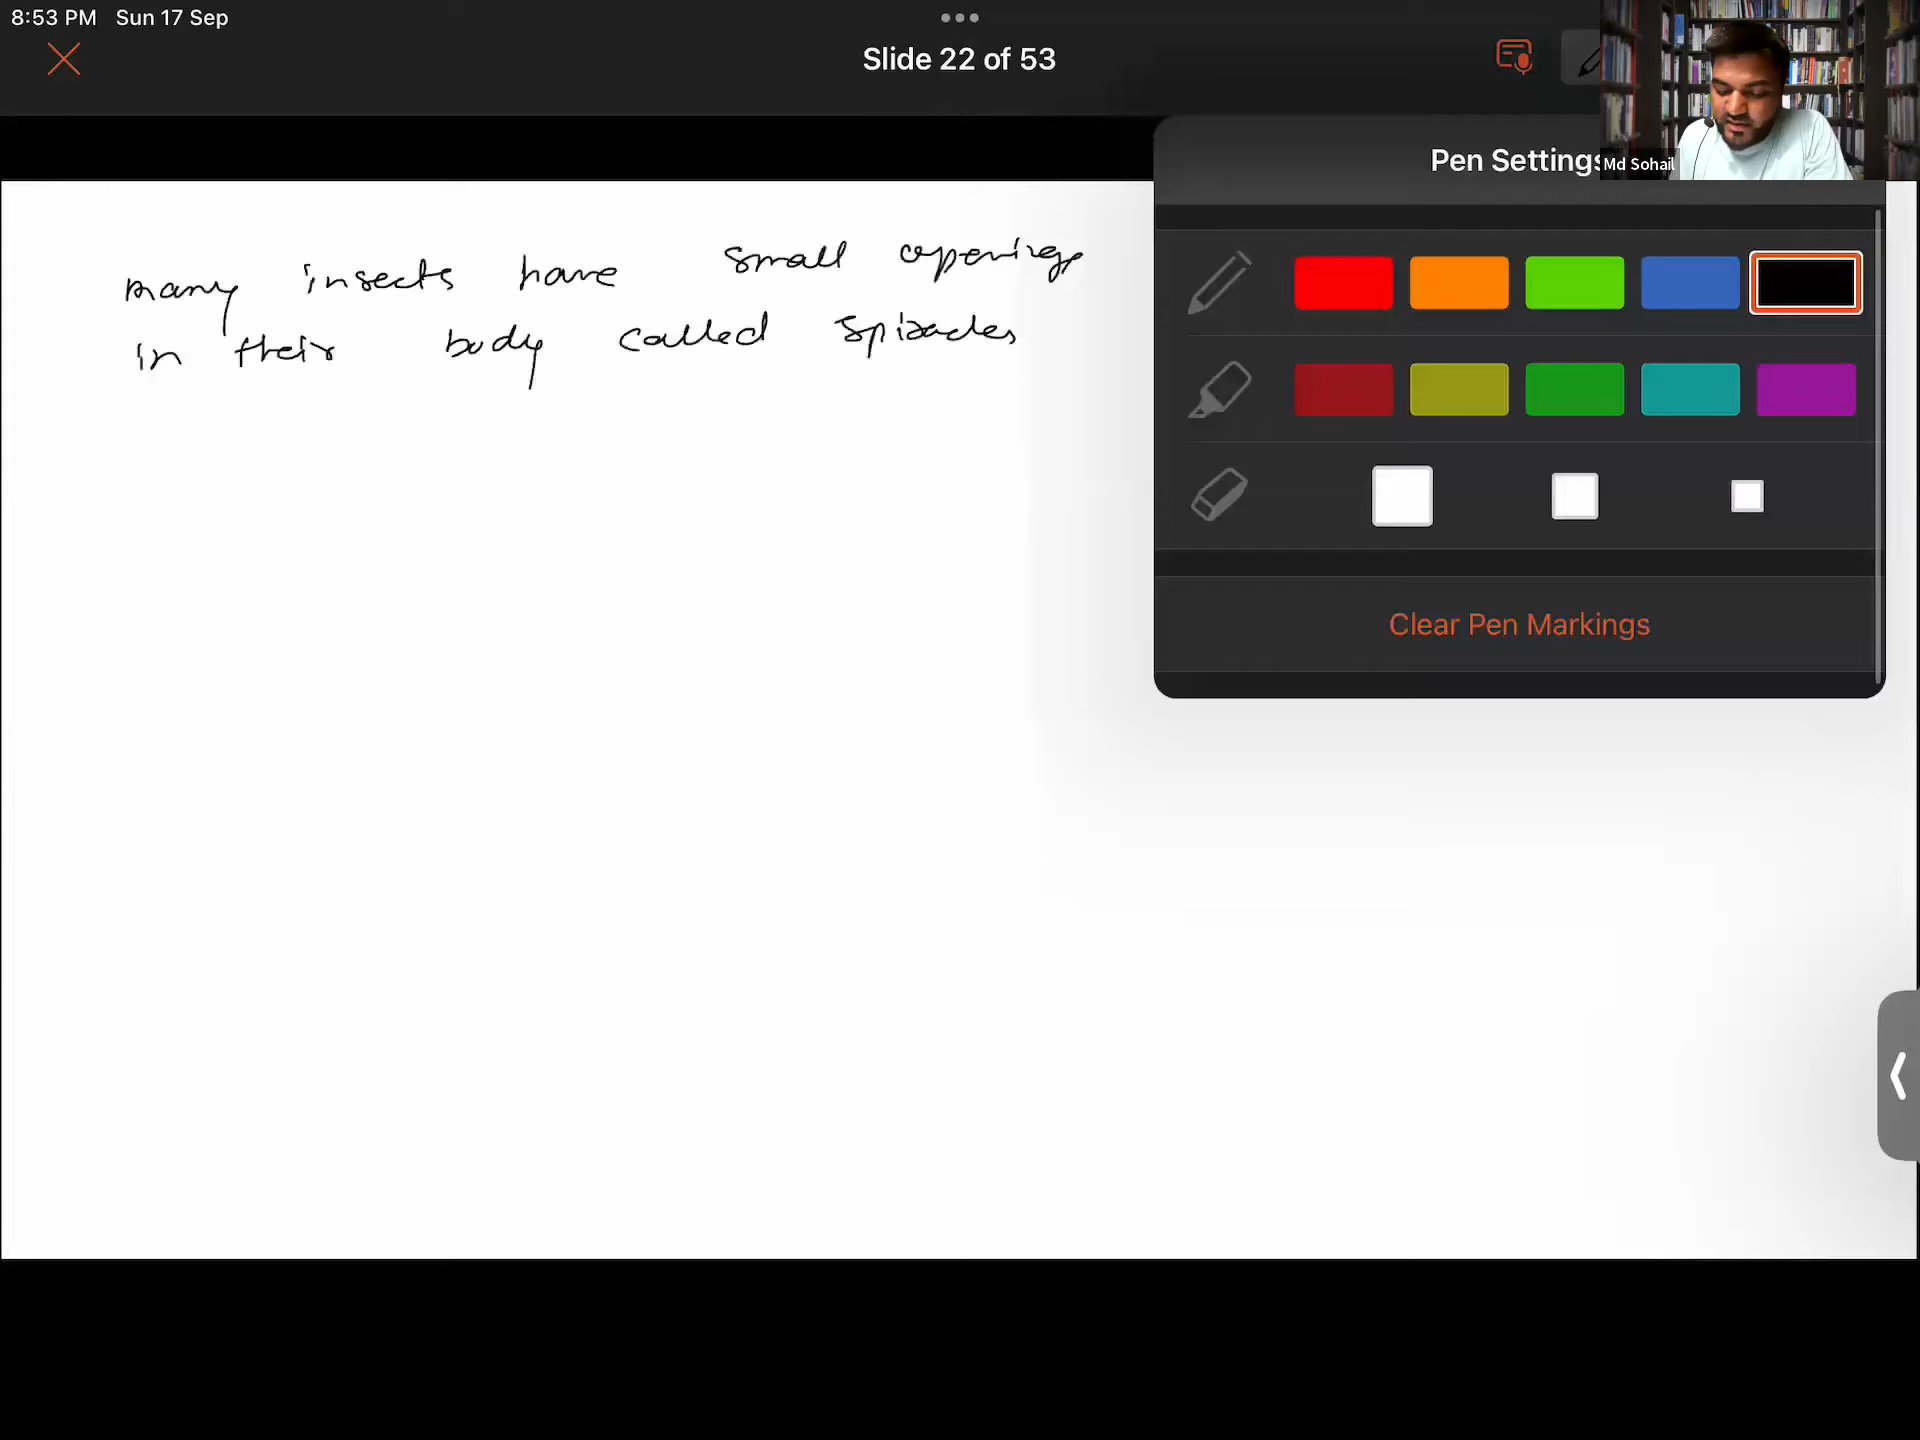 8:53 PM Sun 17 Sep
Slide 22 of 53
Pen Settings
Md Sohail
many insects have small openings
in their body called spiracles
Clear Pen Markings